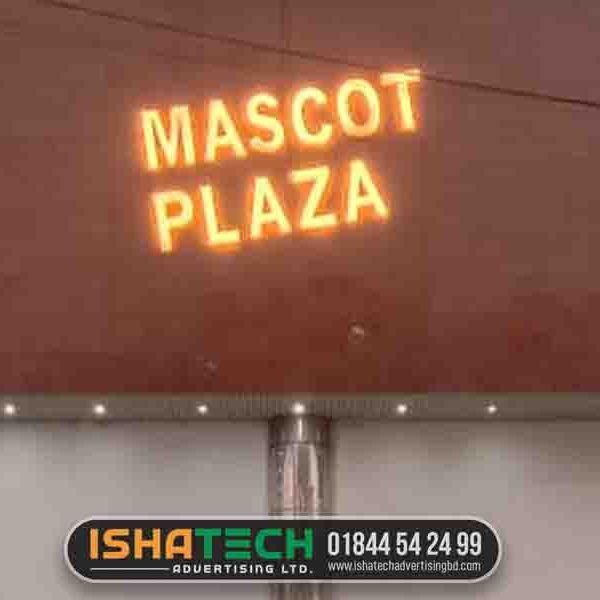 MASCOT
PLAZA
ISHATECH
ADVERTISING LTD.
01844 54 24 99
www.ishatechadvertisingbd.com